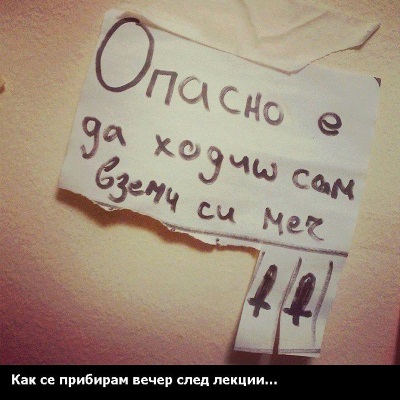 Опасно е
да ходиш сам
вземи си меч
Как се прибирам вечер след лекции...